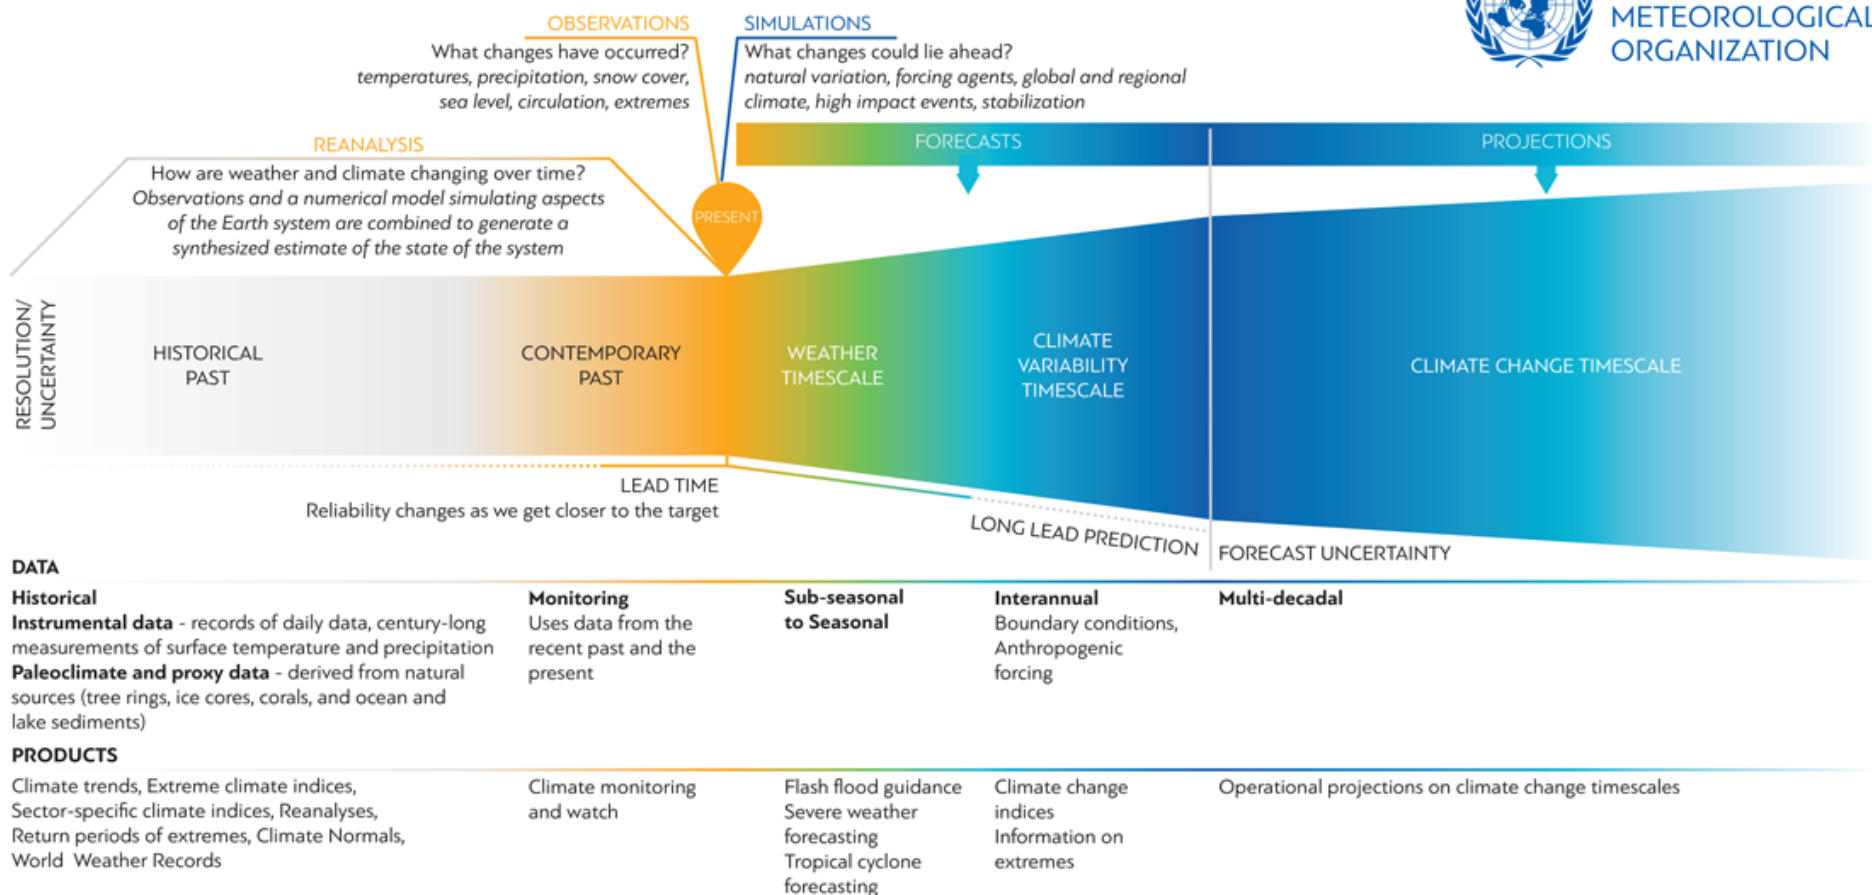 METEOROLOGICAL
ORGANIZATION
OBSERVATIONS
What changes have occurred?
temperatures, precipitation, snow cover,
sea level, circulation, extremes
SIMULATIONS
What changes could lie ahead?
natural variation, forcing agents, global and regional
climate, high impact events, stabilization
REANALYSIS
How are weather and climate changing over time?
Observations and a numerical model simulating aspects
of the Earth system are combined to generate a
synthesized estimate of the state of the system
PRESENT
FORECASTS
PROJECTIONS
RESOLUTION/
UNCERTAINTY
HISTORICAL
PAST
CONTEMPORARY
PAST
WEATHER
TIMESCALE
CLIMATE
VARIABILITY
TIMESCALE
CLIMATE CHANGE TIMESCALE
LEAD TIME
Reliability changes as we get closer to the target
LONG LEAD PREDICTION
FORECAST UNCERTAINTY
DATA
Historical
Instrumental data - records of daily data, century-long
measurements of surface temperature and precipitation
Paleoclimate and proxy data - derived from natural
sources (tree rings, ice cores, corals, and ocean and
lake sediments)
Monitoring
Uses data from the
recent past and the
present
Sub-seasonal
to Seasonal
Interannual
Boundary conditions,
Anthropogenic
forcing
Multi-decadal
PRODUCTS
Climate trends, Extreme climate indices,
Sector-specific climate indices, Reanalyses,
Return periods of extremes, Climate Normals,
World Weather Records
Climate monitoring
and watch
Flash flood guidance
Severe weather
forecasting
Tropical cyclone
forecasting
Climate change
indices
Information on
extremes
Operational projections on climate change timescales